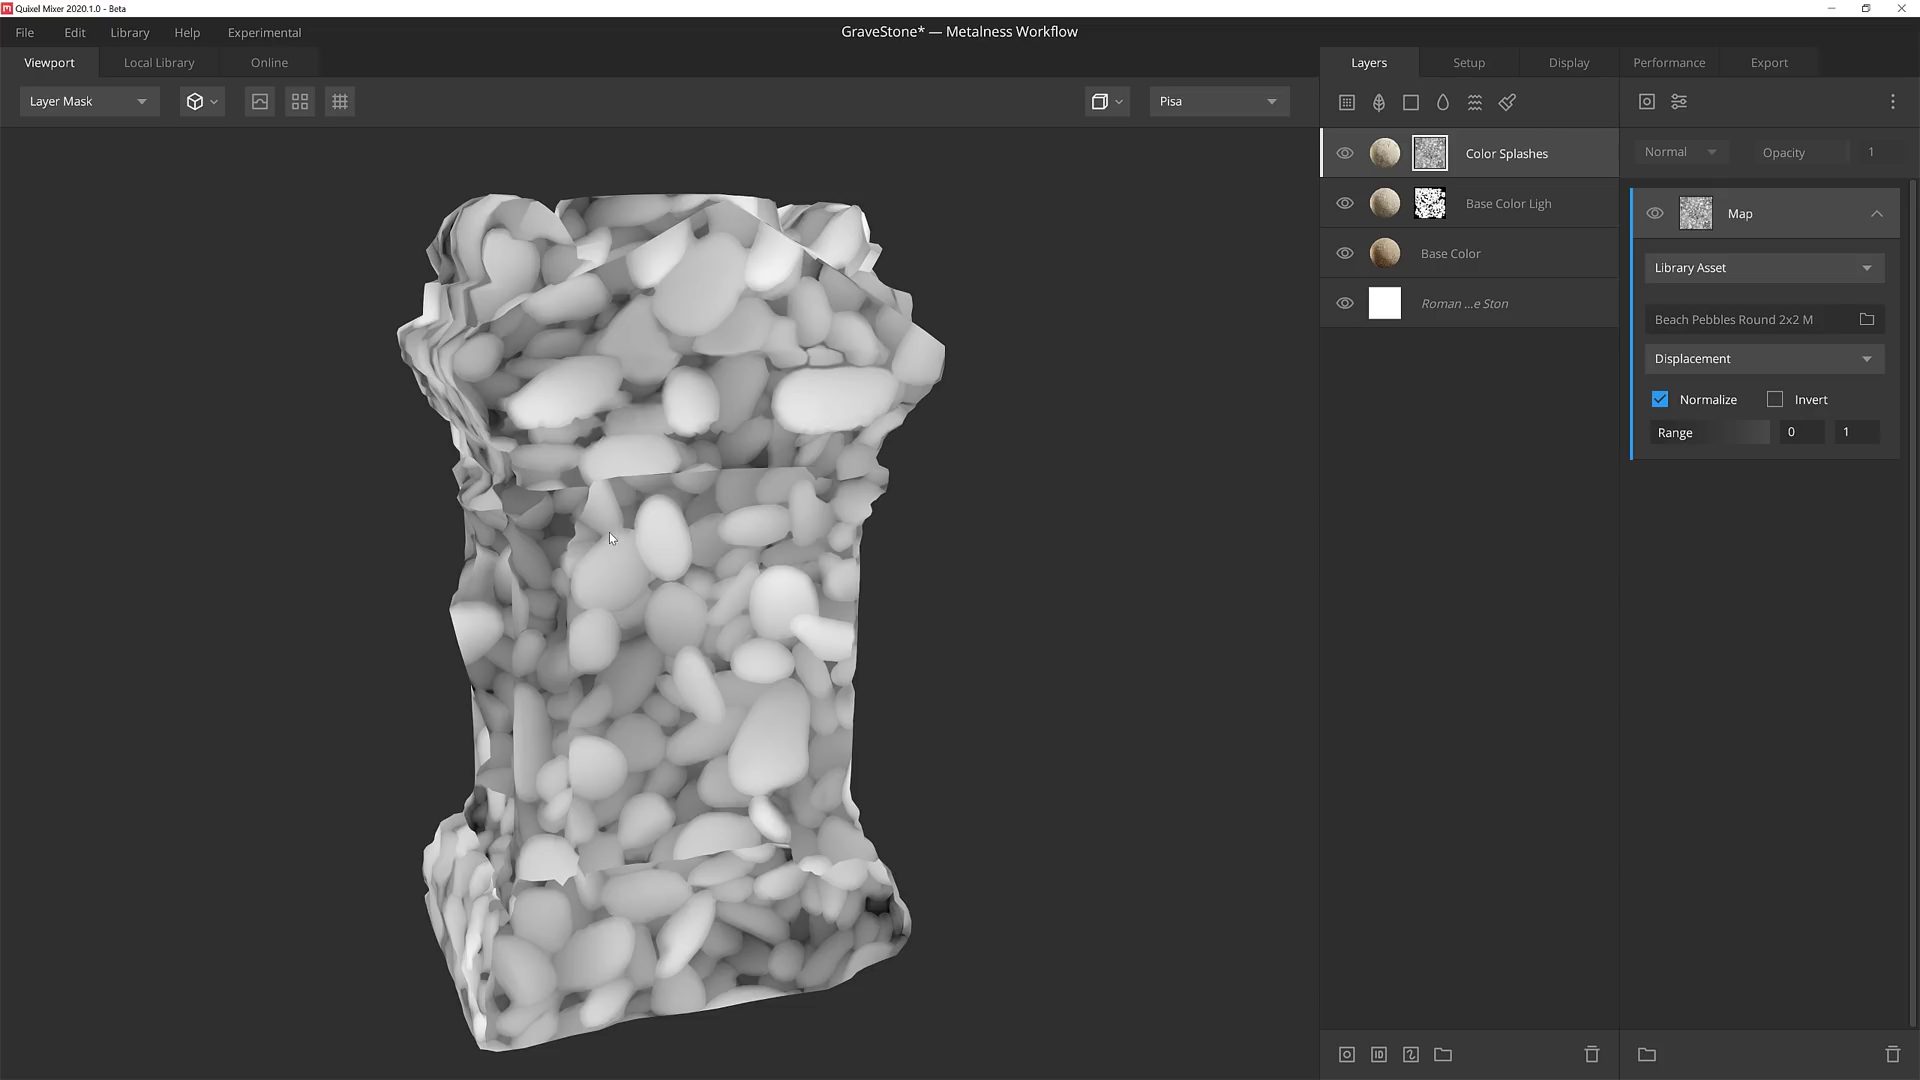 Quixel Mixer 2020.1.0 - Beta
File Edit Library Help Experimental
GraveStone* — Metalness Workflow
Viewport Local Library Online
Layers Setup Display Performance Export
Layer Mask
Pisa
Normal Opacity 1
Color Splashes
Base Color Ligh
Base Color
Roman ...e Ston
Map
Library Asset
Beach Pebbles Round 2x2 M
Displacement
Normalize Invert
Range 0 1